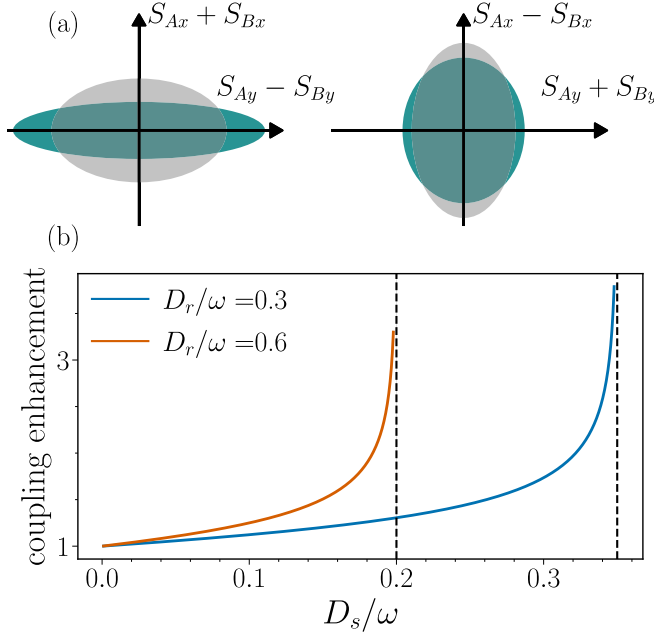 (a)
S_{Ax} + S_{Bx}
S_{Ay} − S_{By}
S_{Ax} − S_{Bx}
S_{Ay} + S_{By}
(b)
coupling enhancement
3
1
D_r/ω =0.3
D_r/ω =0.6
0.0 0.1 0.2 0.3
D_s/ω